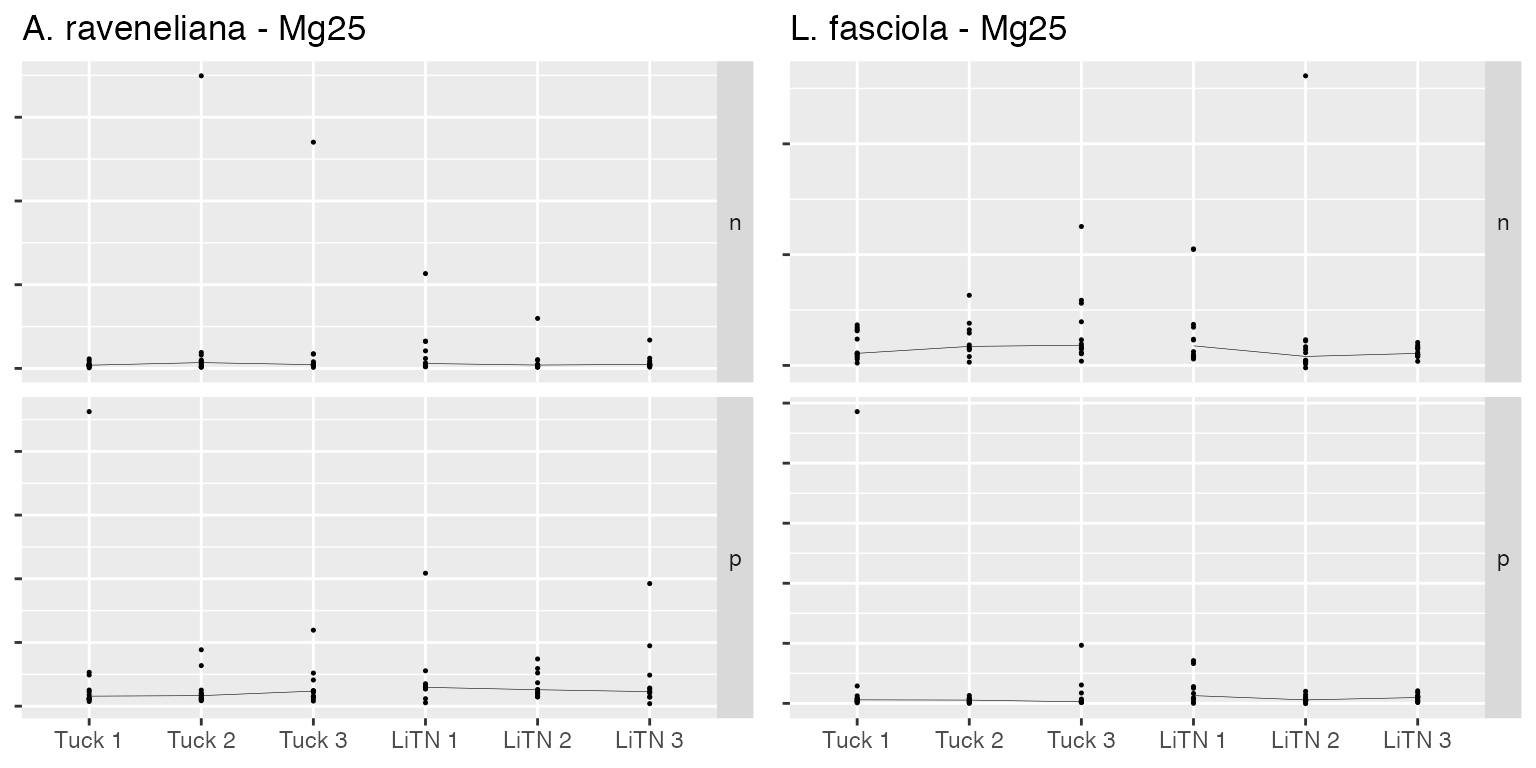 A. raveneliana - Mg25
n
p
Tuck 1 Tuck 2 Tuck 3 LiTN 1 LiTN 2 LiTN 3
L. fasciola - Mg25
n
p
Tuck 1 Tuck 2 Tuck 3 LiTN 1 LiTN 2 LiTN 3